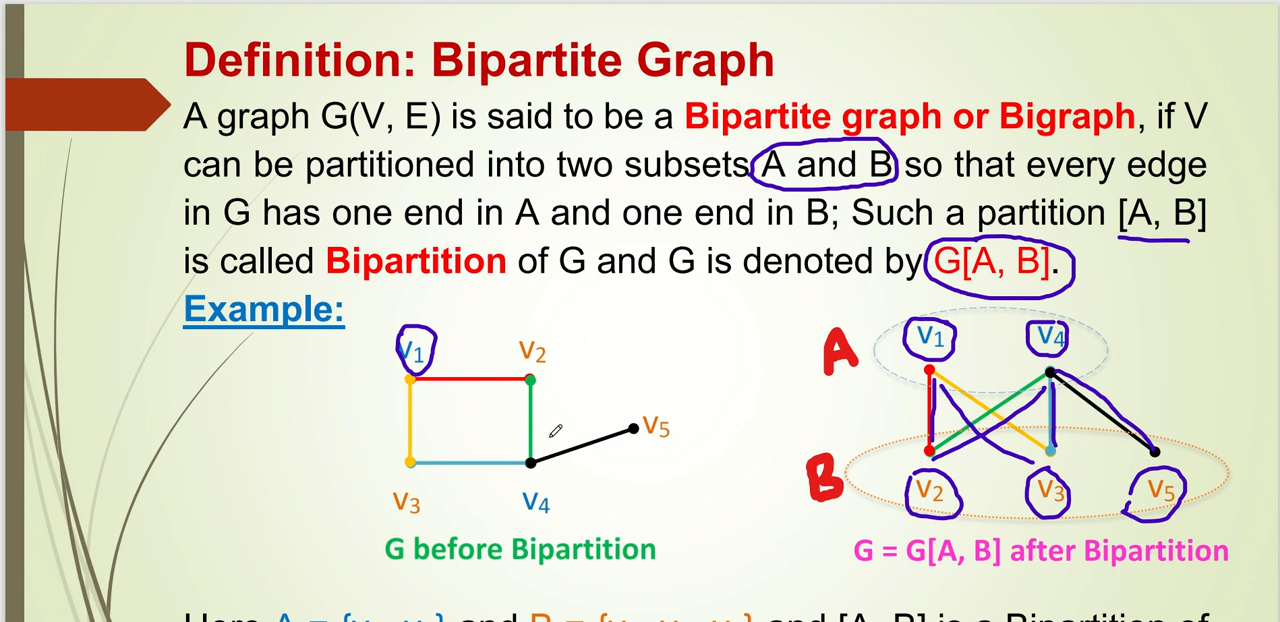 Definition: Bipartite Graph
A graph G(V, E) is said to be a Bipartite graph or Bigraph, if V
can be partitioned into two subsets A and B so that every edge
in G has one end in A and one end in B; Such a partition [A, B]
is called Bipartition of G and G is denoted by G[A, B].
Example:
V1 V2
V5
V3 V4
G before Bipartition
A V1 V4
B V2 V3 V5
G = G[A, B] after Bipartition